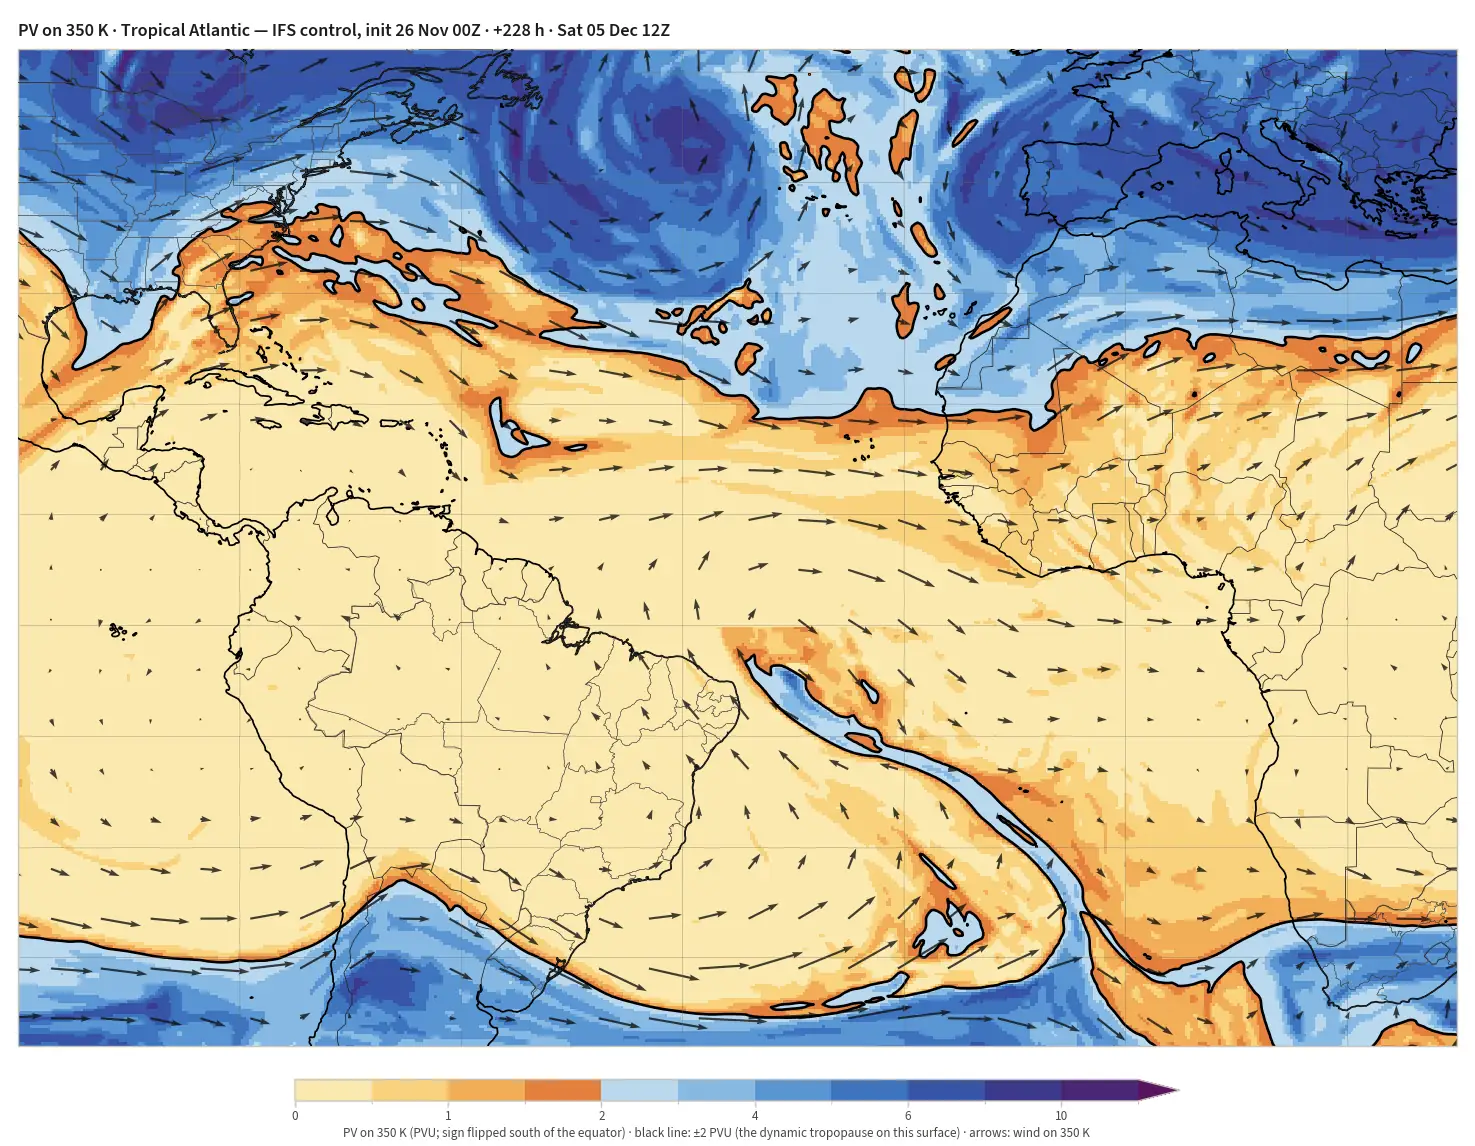 PV on 350 K · Tropical Atlantic — IFS control, init 26 Nov 00Z · +228 h · Sat 05 Dec 12Z
0 1 2 4 6 10
PV on 350 K (PVU; sign flipped south of the equator) · black line: ±2 PVU (the dynamic tropopause on this surface) · arrows: wind on 350 K